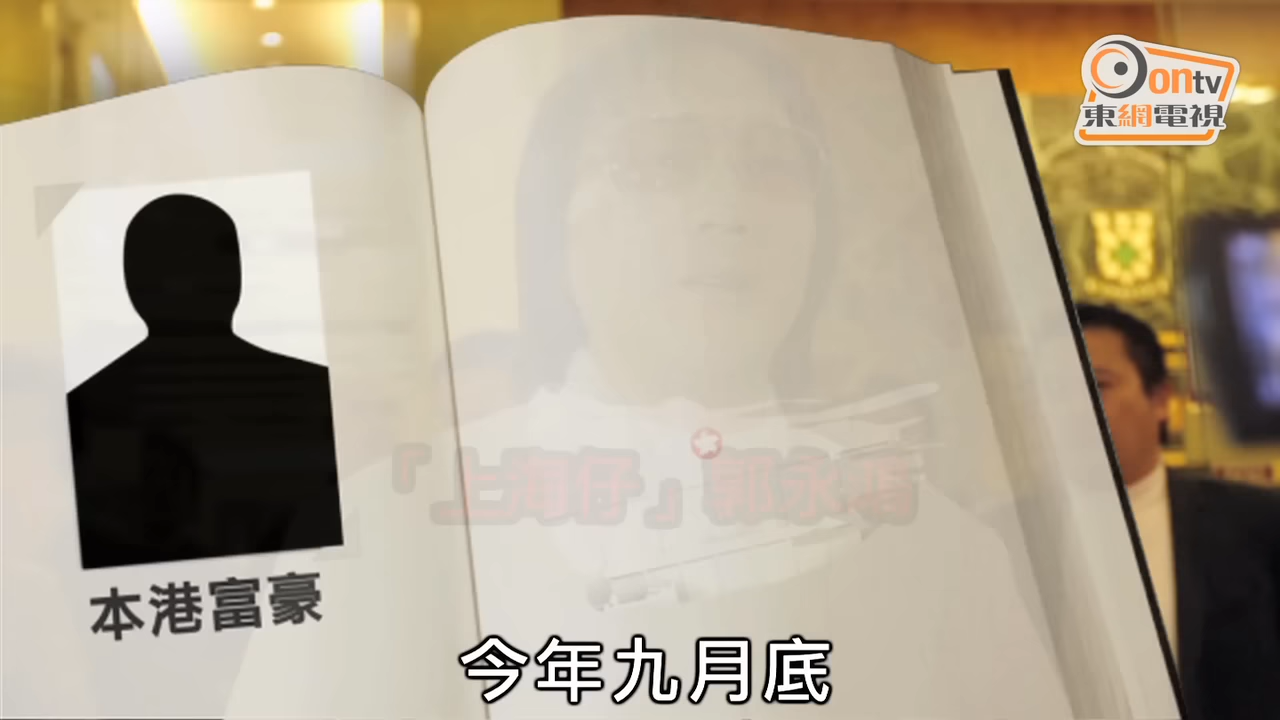 ontv
東網電視
「上海仔」郭永鴻
本港富豪
今年九月底